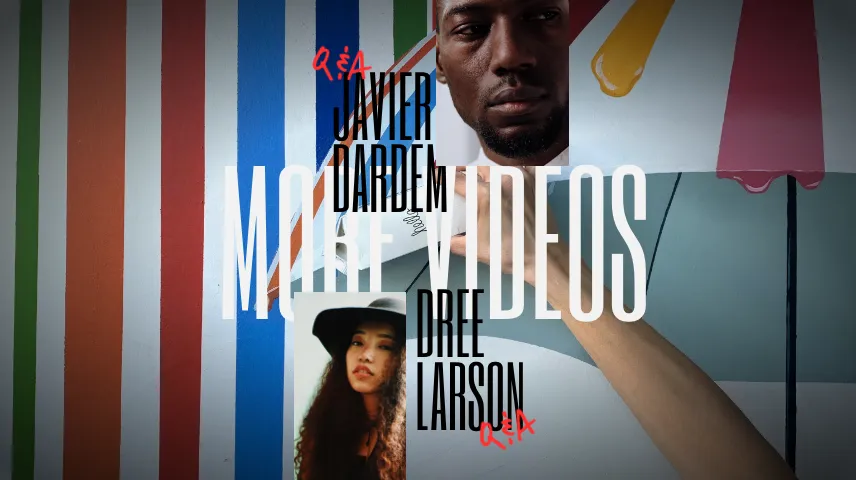 Q&A
JAVIER
DARDEM
MORE VIDEOS
DREE
LARSON
Q&A